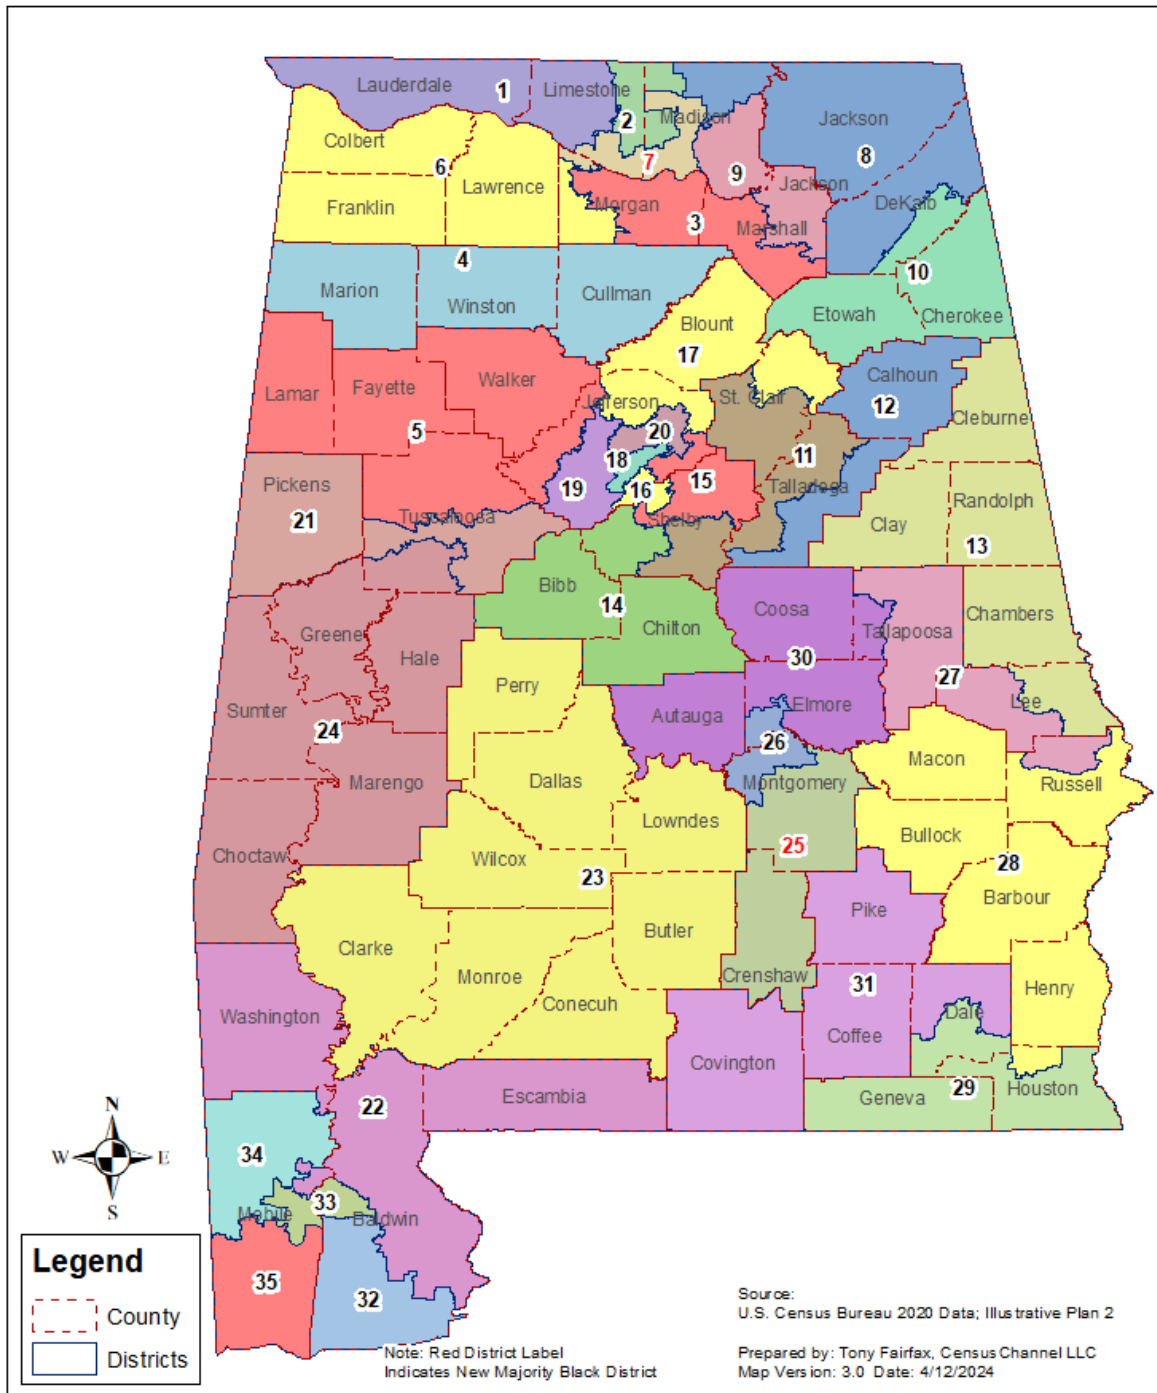 Lauderdale
1
Limestone
2
Madison
Jackson
8
Colbert
6
Lawrence
7
9
Jackson
Franklin
Morgan
3
Marshall
DeKalb
4
10
Marion
Winston
Cullman
Etowah
Cherokee
Blount
17
Lamar
Fayette
Walker
Jefferson
St. Clair
Calhoun
12
Cleburne
5
20
18
19
16
15
11
Talladega
Pickens
21
Tuscaloosa
Shelby
Clay
Randolph
13
Bibb
14
Chilton
Coosa
Tallapoosa
Chambers
Greene
Hale
30
27
Perry
Lee
Sumter
24
Autauga
Elmore
26
Marengo
Dallas
Montgomery
Macon
Russell
Lowndes
Bullock
Choctaw
Wilcox
23
25
28
Barbour
Clarke
Butler
Pike
Monroe
Crenshaw
Conecuh
31
Henry
Washington
Coffee
Dale
Covington
Escambia
Geneva
29
Houston
22
34
33
Mobile
Baldwin
35
32
N
W
E
S
Legend
County
Districts
Note: Red District Label
Indicates New Majority Black District
Source:
U.S. Census Bureau 2020 Data; Illustrative Plan 2
Prepared by: Tony Fairfax, Census Channel LLC
Map Version: 3.0 Date: 4/12/2024